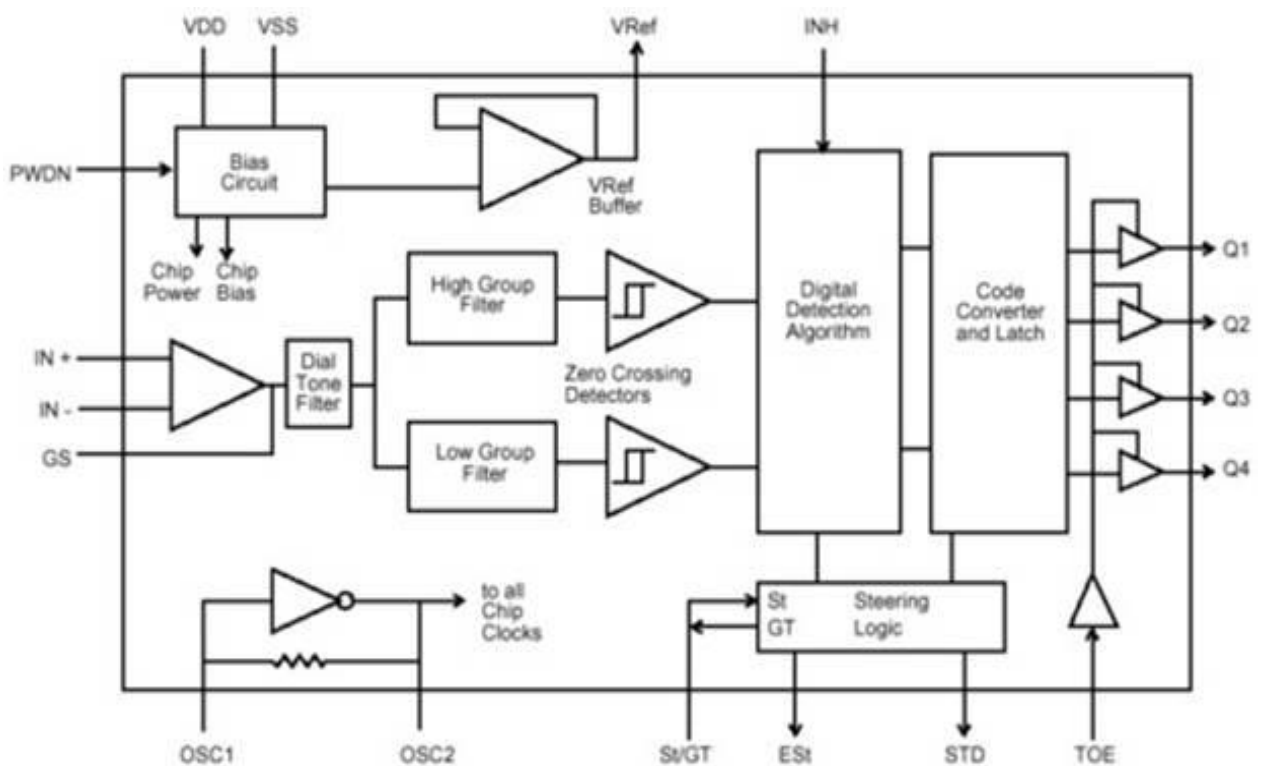 VDD
VSS
VRef
INH
PWDN
Bias
Circuit
VRef
Buffer
Chip
Power
Chip
Bias
High Group
Filter
Digital
Detection
Algorithm
Code
Converter
and Latch
Q1
Q2
Q3
Q4
IN +
IN -
GS
Dial
Tone
Filter
Zero Crossing
Detectors
Low Group
Filter
to all
Chip
Clocks
St
GT
Steering
Logic
OSC1
OSC2
St/GT
ESt
STD
TOE